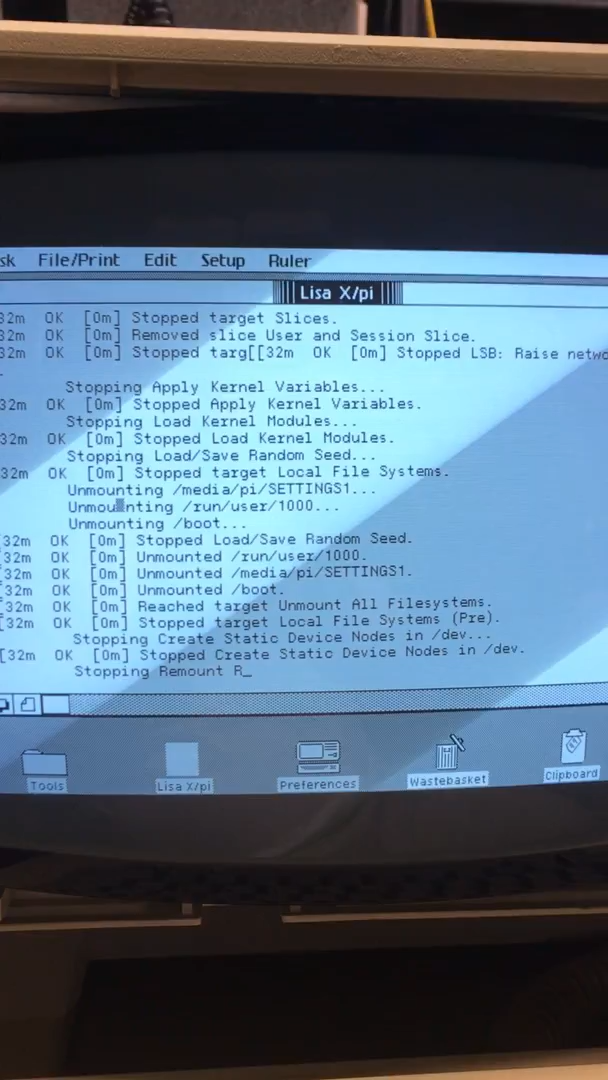 sk File/Print Edit Setup Ruler
Lisa X/pi
32m OK [0m] Stopped target Slices.
32m OK [0m] Removed slice User and Session Slice.
32m OK [0m] Stopped targ[[32m OK [0m] Stopped LSB: Raise netwo
.
Stopping Apply Kernel Variables...
32m OK [0m] Stopped Apply Kernel Variables.
Stopping Load Kernel Modules...
32m OK [0m] Stopped Load Kernel Modules.
Stopping Load/Save Random Seed...
32m OK [0m] Stopped target Local File Systems.
Unmounting /media/pi/SETTINGS1...
Unmounting /run/user/1000...
Unmounting /boot...
[32m OK [0m] Stopped Load/Save Random Seed.
[32m OK [0m] Unmounted /run/user/1000.
[32m OK [0m] Unmounted /media/pi/SETTINGS1.
[32m OK [0m] Unmounted /boot.
[32m OK [0m] Reached target Unmount All Filesystems.
[32m OK [0m] Stopped target Local File Systems (Pre).
Stopping Create Static Device Nodes in /dev...
[32m OK [0m] Stopped Create Static Device Nodes in /dev.
Stopping Remount R_
Tools Lisa X/pi Preferences Wastebasket Clipboard